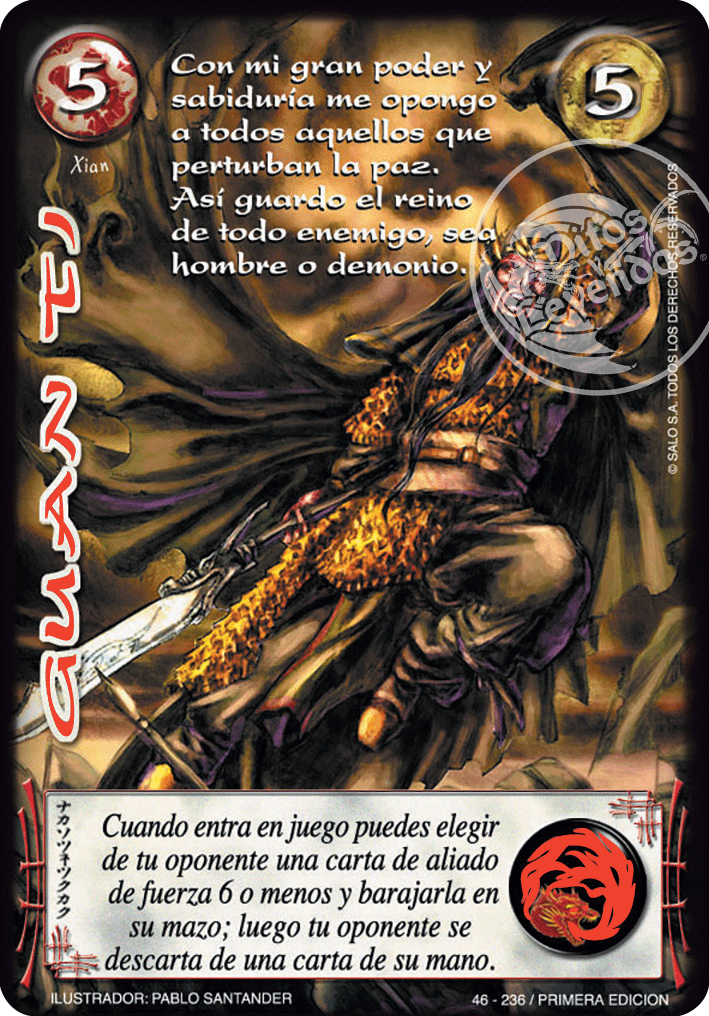 5
5
Xian
Con mi gran poder y
sabiduría me opongo
a todos aquellos que
perturban la paz.
Así guardo el reino
de todo enemigo, sea
hombre o demonio.
Mitos
y
Leyendas
®
© SALO S.A. TODOS LOS DERECHOS RESERVADOS
GUAN TI
ナカソツネツクカク
Cuando entra en juego puedes elegir
de tu oponente una carta de aliado
de fuerza 6 o menos y barajarla en
su mazo; luego tu oponente se
descarta de una carta de su mano.
ILUSTRADOR: PABLO SANTANDER
46 - 236 / PRIMERA EDICION